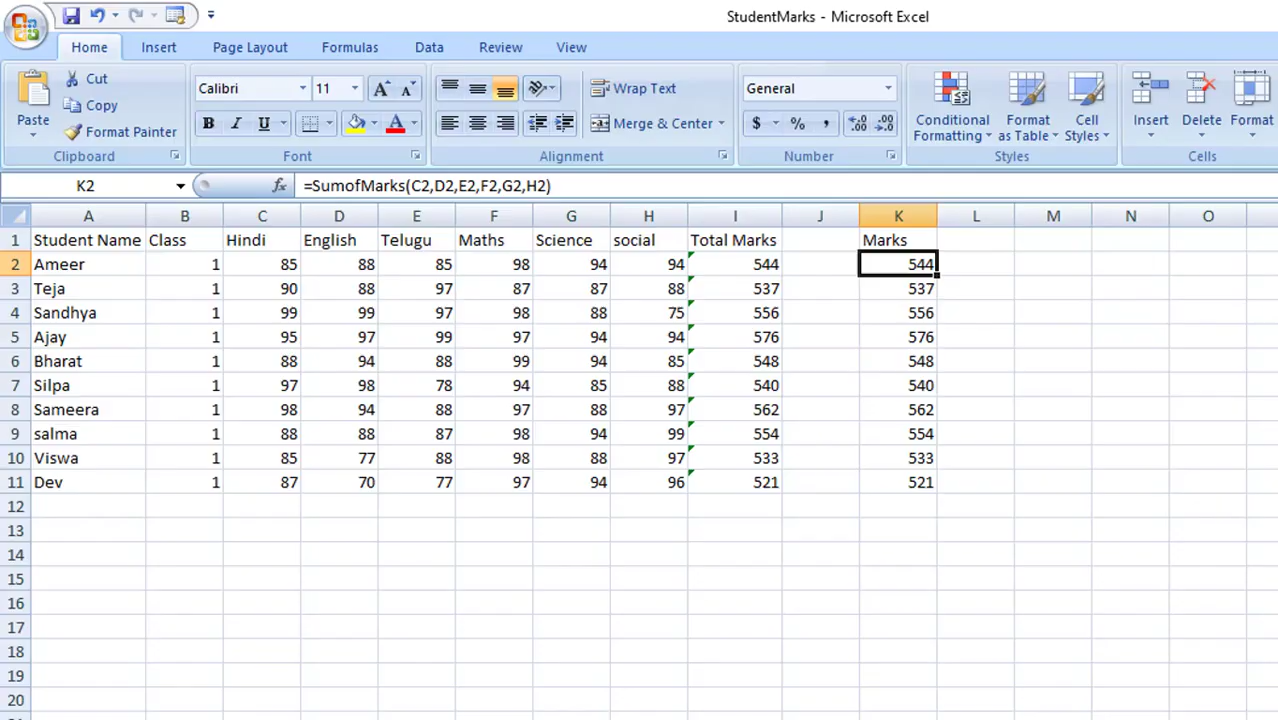 StudentMarks - Microsoft Excel
Home Insert Page Layout Formulas Data Review View
Paste Cut Copy Format Painter Clipboard
Calibri 11 B I U A A A Font
Wrap Text Merge & Center Alignment
General $ % , .00 .0 Number
Conditional Formatting Format as Table Cell Styles Styles
Insert Delete Format Cells
K2 fx =SumofMarks(C2,D2,E2,F2,G2,H2)
A B C D E F G H I J K L M N O
1 Student Name Class Hindi English Telugu Maths Science social Total Marks Marks
2 Ameer 1 85 88 85 98 94 94 544 544
3 Teja 1 90 88 97 87 87 88 537 537
4 Sandhya 1 99 99 97 98 88 75 556 556
5 Ajay 1 95 97 99 97 94 94 576 576
6 Bharat 1 88 94 88 99 94 85 548 548
7 Silpa 1 97 98 78 94 85 88 540 540
8 Sameera 1 98 94 88 97 88 97 562 562
9 salma 1 88 88 87 98 94 99 554 554
10 Viswa 1 85 77 88 98 88 97 533 533
11 Dev 1 87 70 77 97 94 96 521 521
12
13
14
15
16
17
18
19
20